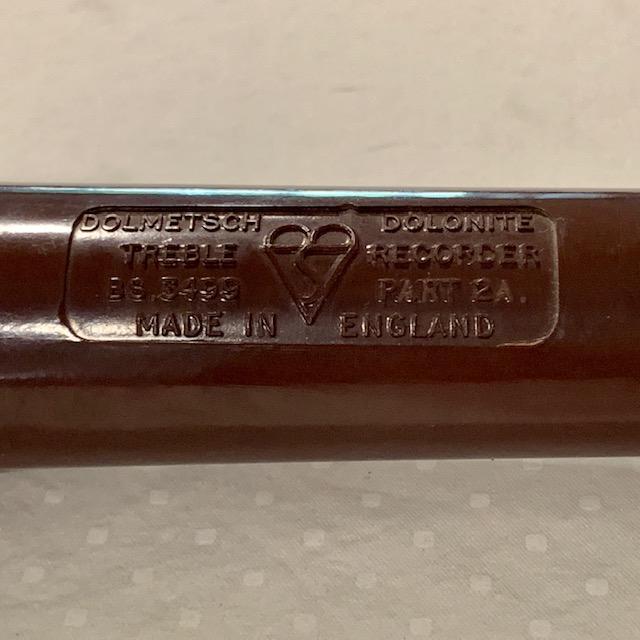 DOLMETSCH DOLONITE
TREBLE RECORDER
BS.3499 PART 2A.
MADE IN ENGLAND